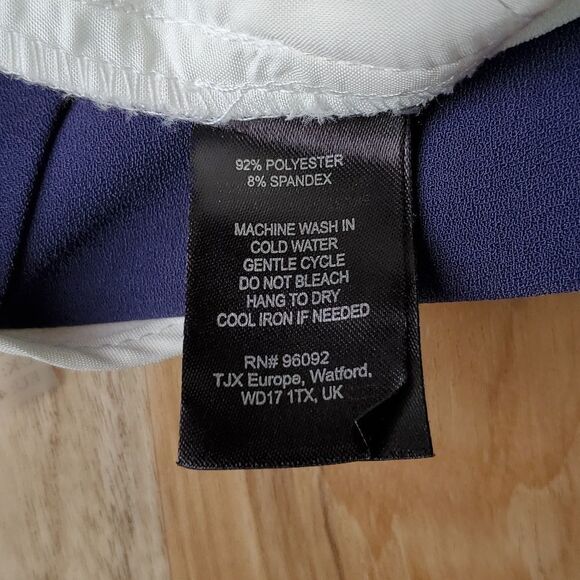 92% POLYESTER
8% SPANDEX
MACHINE WASH IN
COLD WATER
GENTLE CYCLE
DO NOT BLEACH
HANG TO DRY
COOL IRON IF NEEDED
RN# 96092
TJX Europe, Watford,
WD17 1TX, UK